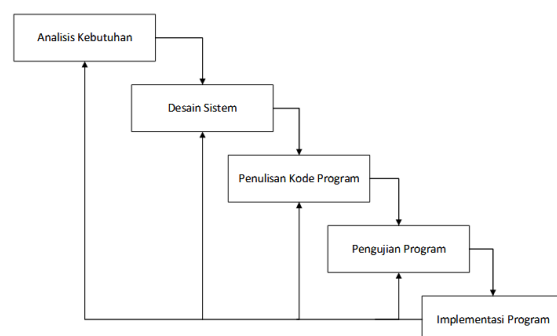 Analisis Kebutuhan
Desain Sistem
Penulisan Kode Program
Pengujian Program
Implementasi Program